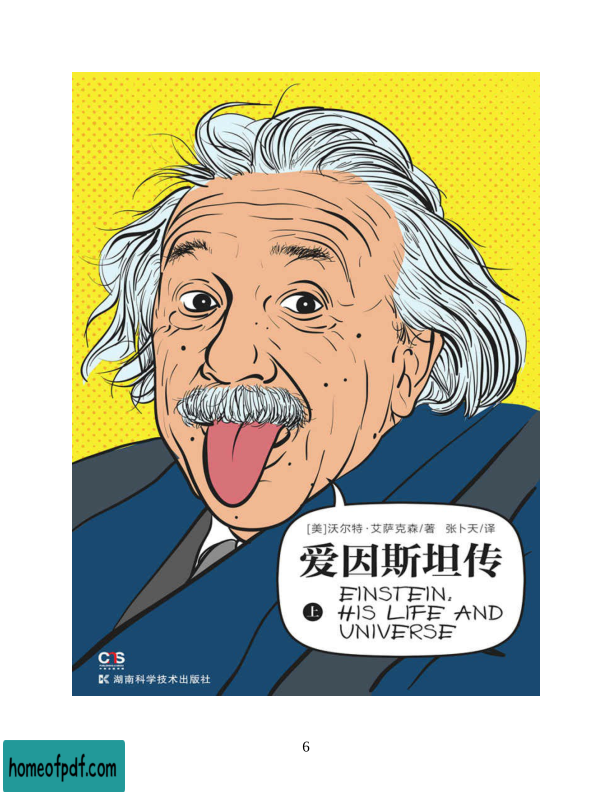 [美]沃尔特·艾萨克森/著 张卜天/译
爱因斯坦传
上
EINSTEIN:
HIS LIFE AND
UNIVERSE
CTS
湖南科学技术出版社
6
homeofpdf.com